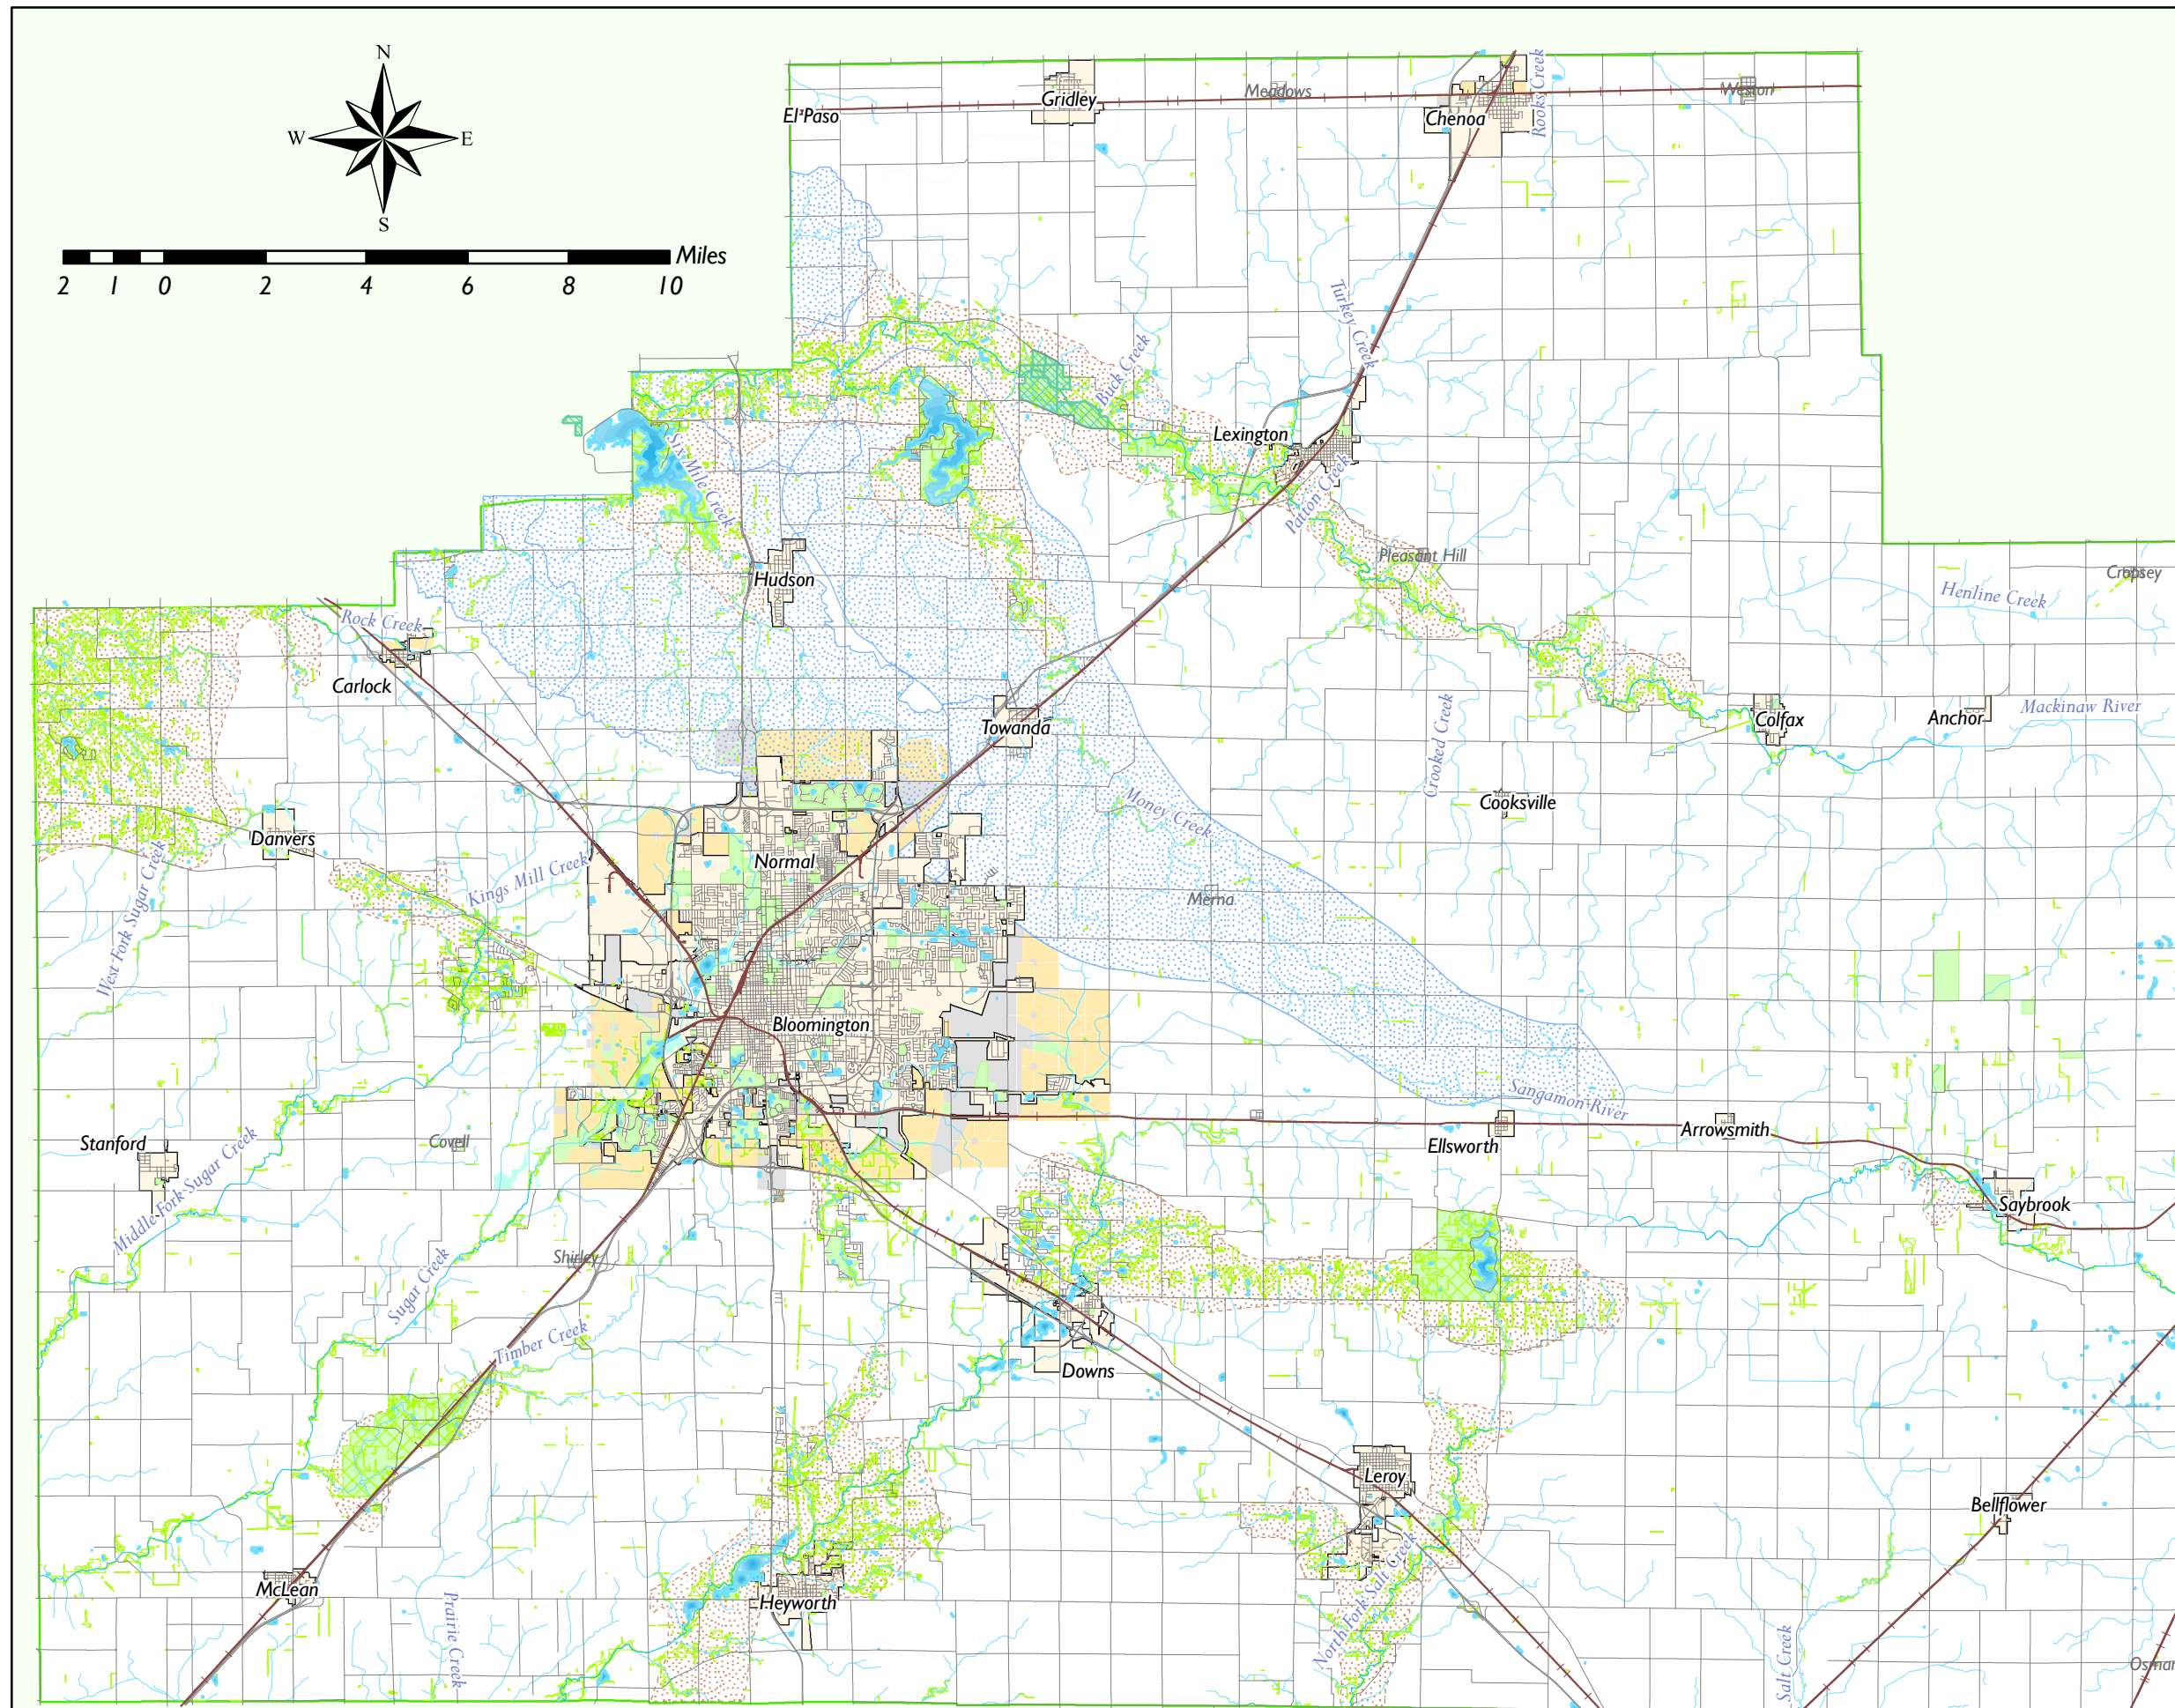 N
W
E
S
Miles
2 1 0 2 4 6 8 10
Gridley
Meadows
Weston
El Paso
Chenoa
Rooks Creek
Turkey Creek
Buck Creek
Lexington
Six Mile Creek
Patton Creek
Pleasant Hill
Hudson
Cropsey
Henline Creek
Rock Creek
Carlock
Towanda
Colfax
Anchor
Mackinaw River
Crooked Creek
Money Creek
Cooksville
Danvers
Normal
Kings Mill Creek
West Fork Sugar Creek
Merna
Bloomington
Sangamon River
Stanford
Covell
Ellsworth
Arrowsmith
Middle Fork Sugar Creek
Saybrook
Shirley
Sugar Creek
Timber Creek
Downs
Leroy
Bellflower
McLean
Heyworth
Prairie Creek
North Fork Salt Creek
Salt Creek
Osman